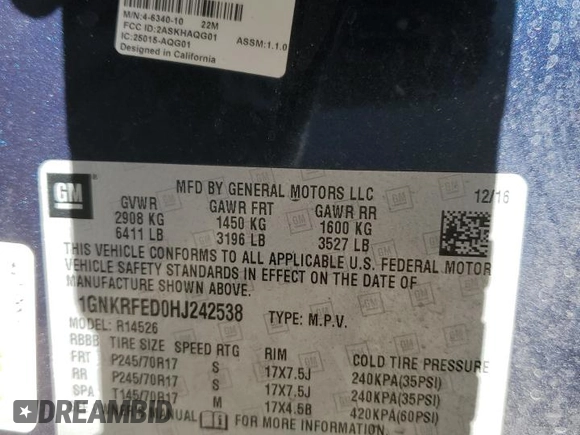 M/N:4-6340-10 22M
FCC ID:2ASKHAQG01
IC:25015-AQG01 ASSM:1.1.0
Designed in California
GM
MFD BY GENERAL MOTORS LLC 12/16
GVWR GAWR FRT GAWR RR
2908 KG 1450 KG 1600 KG
6411 LB 3196 LB 3527 LB
THIS VEHICLE CONFORMS TO ALL APPLICABLE U.S. FEDERAL MOTOR
VEHICLE SAFETY STANDARDS IN EFFECT ON THE DATE OF
MANUFACTURE SHOWN ABOVE.
1GNKRFED0HJ242538 TYPE: M.P.V.
MODEL: R14526
RBBB TIRE SIZE SPEED RTG RIM COLD TIRE PRESSURE
FRT P245/70R17 S 17X7.5J 240KPA(35PSI)
RR P245/70R17 S 17X7.5J 240KPA(35PSI)
SPA T145/70R17 M 17X4.5B 420KPA(60PSI)
MANUAL FOR MORE INFORMATION.
DREAMBID